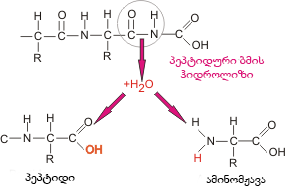 O H O
C C N C C N C
H OH
R R
პეპტიდური ბმის
ჰიდროლიზი
+H₂O
H O H O
C N C C N C C
OH H OH
R H R
პეპტიდი ამინომჟავა